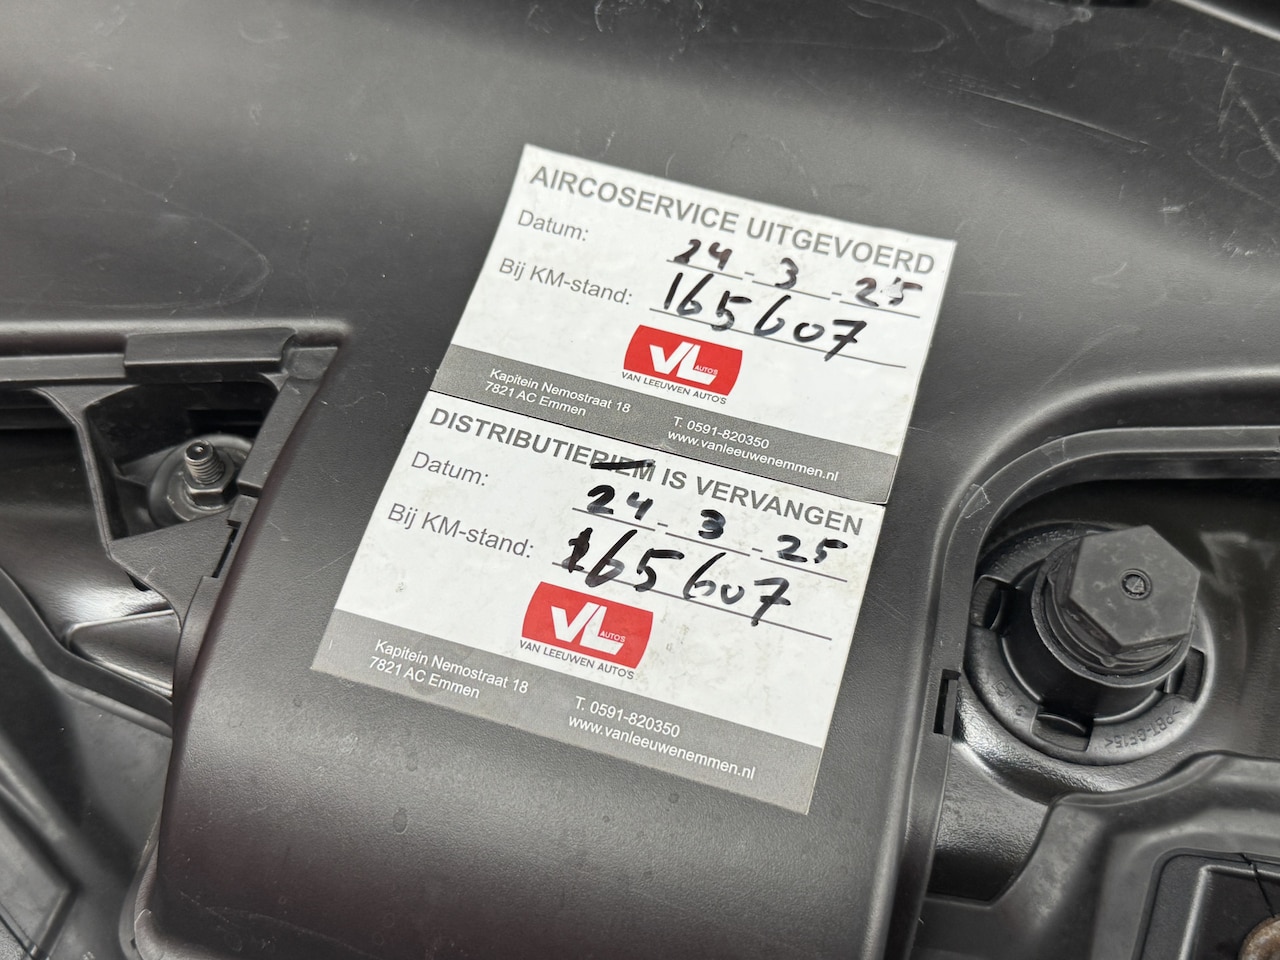 AIRCOSERVICE UITGEVOERD
Datum: 24 - 3 - 25
Bij KM-stand: 165607
VL AUTO'S
VAN LEEUWEN AUTO'S
Kapitein Nemostraat 18
7821 AC Emmen
T. 0591-820350
www.vanleeuwenemmen.nl
DISTRIBUTIERIEM IS VERVANGEN
Datum: 24 - 3 - 25
Bij KM-stand: 165607
VL AUTO'S
VAN LEEUWEN AUTO'S
Kapitein Nemostraat 18
7821 AC Emmen
T. 0591-820350
www.vanleeuwenemmen.nl